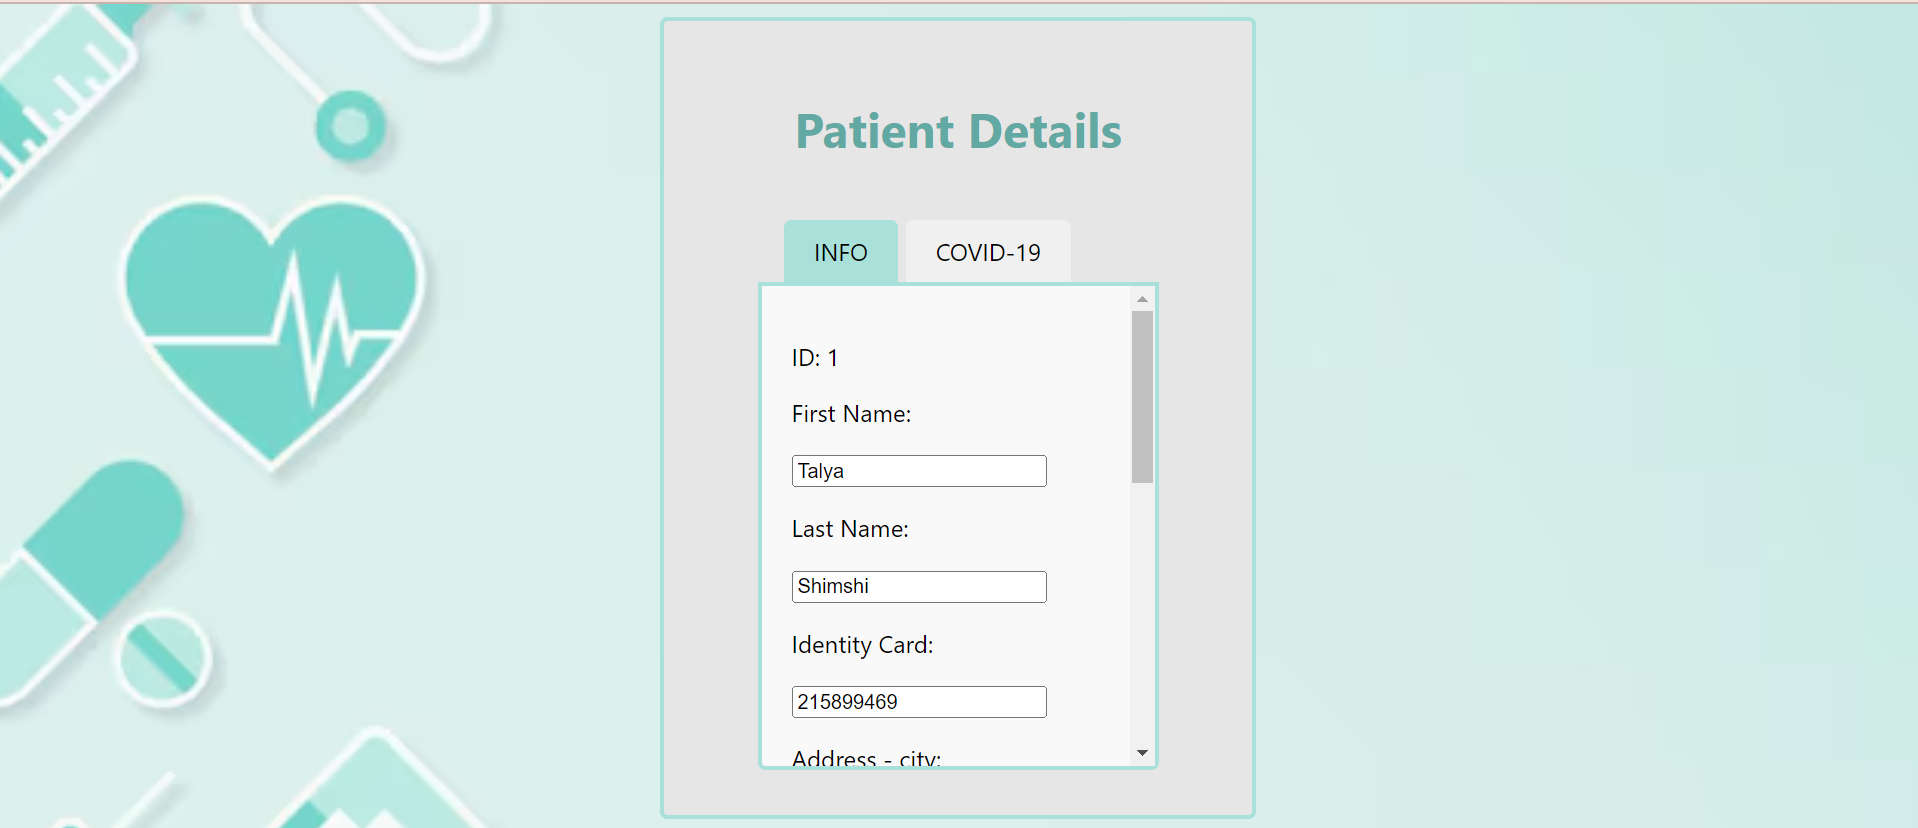 Patient Details
INFO COVID-19
ID: 1
First Name:
Talya
Last Name:
Shimshi
Identity Card:
215899469
Address - city: